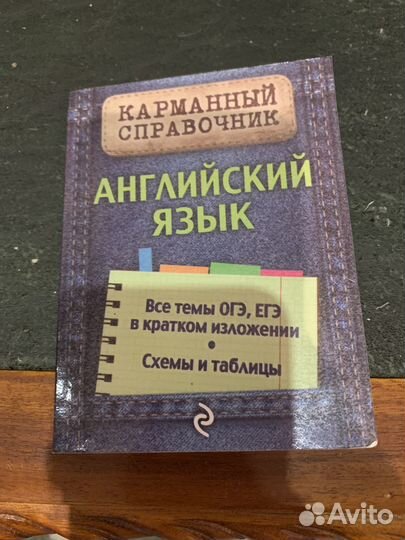 КАРМАННЫЙ
СПРАВОЧНИК
АНГЛИЙСКИЙ
ЯЗЫК
Все темы ОГЭ, ЕГЭ
в кратком изложении
•
Схемы и таблицы
Avito